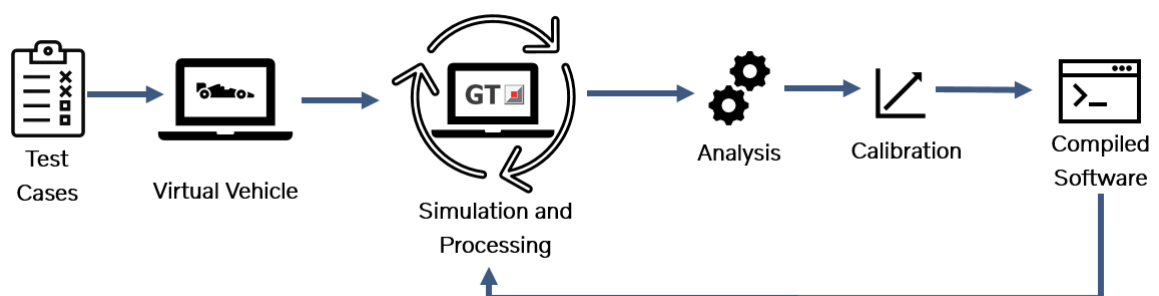 GT
Test
Cases
Virtual Vehicle
Simulation and
Processing
Analysis
Calibration
>_
Compiled
Software